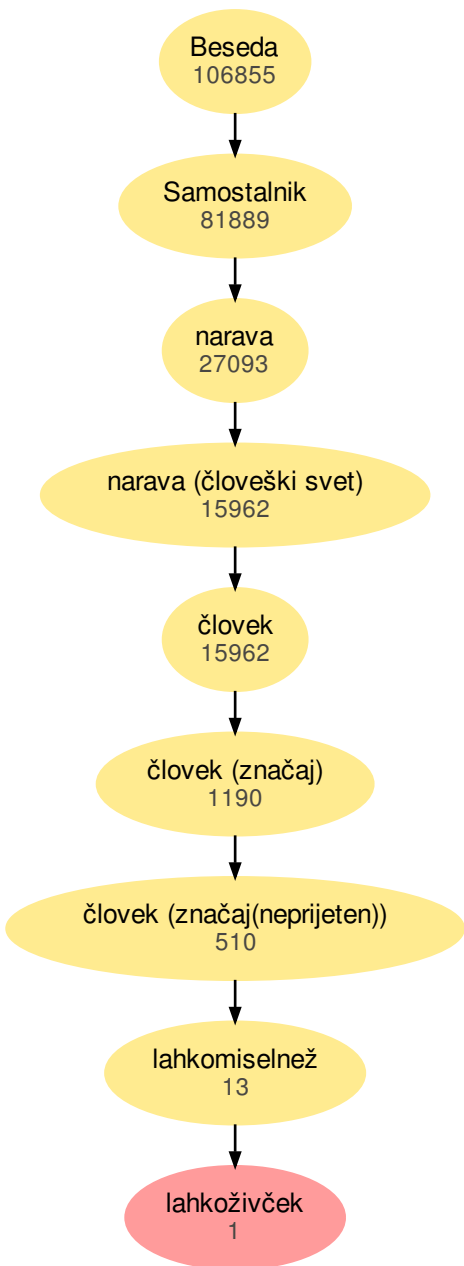 Beseda
106855
Samostalnik
81889
narava
27093
narava (človeški svet)
15962
človek
15962
človek (značaj)
1190
človek (značaj(neprijeten))
510
lahkomiselnež
13
lahkoživček
1